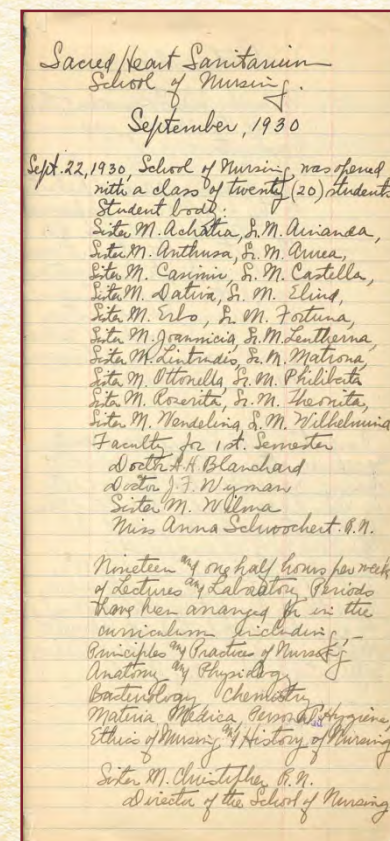 Sacred Heart Sanitarium
School of Nursing.
September, 1930
Sept. 22, 1930, School of Nursing was opened
with a class of twenty (20) students
Student body:
Sister M. Achatia, Sr. M. Amanda,
Sister M. Anthusa, Sr. M. Aurea,
Sister M. Casimir, Sr. M. Castella,
Sister M. Dativa, Sr. M. Elind,
Sister M. Erbo, Sr. M. Fortuna,
Sister M. Joannicia, Sr. M. Leutherna,
Sister M. Lintrudis, Sr. M. Matrona,
Sister M. Ottonella, Sr. M. Philiberta
Sister M. Roserita, Sr. M. Theonita,
Sister M. Wendelina, S. M. Wilhelmina
Faculty for 1st. Semester
Doctor A. H. Blanchard
Doctor J. F. Wyman
Sister M. Wilma
Miss Anna Schwoochert. R.N.
Nineteen and one half hours per week
of Lectures and Laboratory Periods
have been arranged for in the
curriculum including,-
Principles and Practices of Nursing
Anatomy and Physiology
Bacteriology Chemistry
Materia Medica, Personal Hygiene,
Ethics of Nursing and History of Nursing
Sister M. Christopher R.N.
Director of the School of Nursing